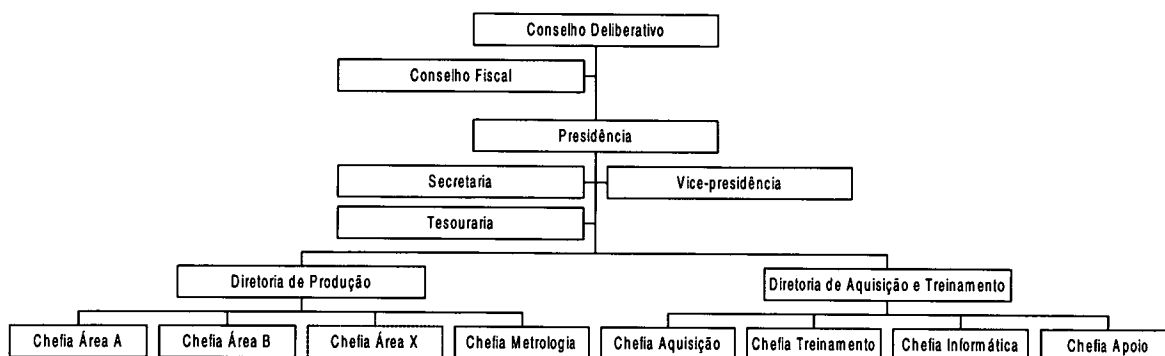 Conselho Deliberativo
Conselho Fiscal
Presidência
Secretaria
Vice-presidência
Tesouraria
Diretoria de Produção
Diretoria de Aquisição e Treinamento
Chefia Área A
Chefia Área B
Chefia Área X
Chefia Metrologia
Chefia Aquisição
Chefia Treinamento
Chefia Informática
Chefia Apoio